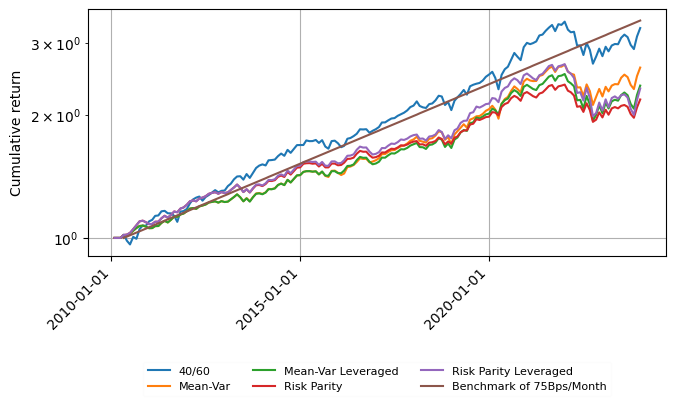 Cumulative return
3 × 10⁰
2 × 10⁰
10⁰
2010-01-01
2015-01-01
2020-01-01
40/60
Mean-Var
Mean-Var Leveraged
Risk Parity
Risk Parity Leveraged
Benchmark of 75Bps/Month